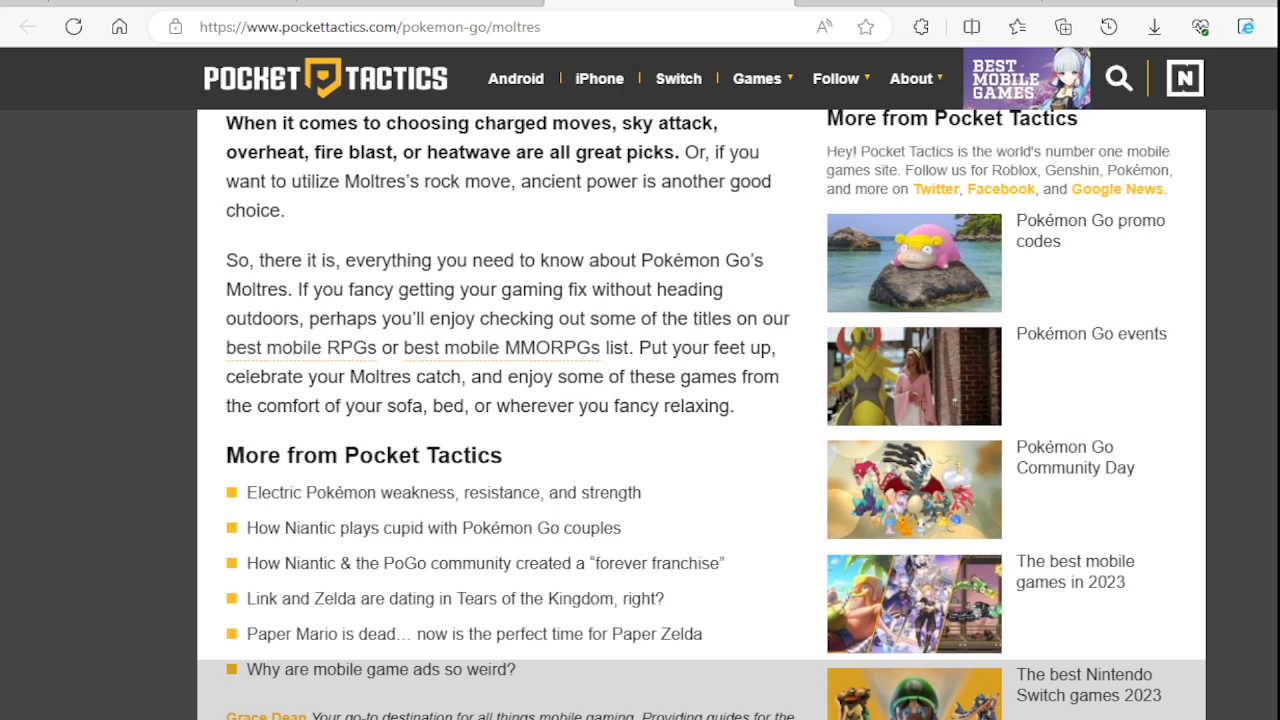 https://www.pockettactics.com/pokemon-go/moltres
POCKET TACTICS
Android
iPhone
Switch
Games
Follow
About
BEST
MOBILE
GAMES
N
When it comes to choosing charged moves, sky attack,
overheat, fire blast, or heatwave are all great picks. Or, if you
want to utilize Moltres’s rock move, ancient power is another good
choice.
So, there it is, everything you need to know about Pokémon Go’s
Moltres. If you fancy getting your gaming fix without heading
outdoors, perhaps you’ll enjoy checking out some of the titles on our
best mobile RPGs or best mobile MMORPGs list. Put your feet up,
celebrate your Moltres catch, and enjoy some of these games from
the comfort of your sofa, bed, or wherever you fancy relaxing.
More from Pocket Tactics
Electric Pokémon weakness, resistance, and strength
How Niantic plays cupid with Pokémon Go couples
How Niantic & the PoGo community created a “forever franchise”
Link and Zelda are dating in Tears of the Kingdom, right?
Paper Mario is dead… now is the perfect time for Paper Zelda
Why are mobile game ads so weird?
Grace Dean Your go-to destination for all things mobile gaming. Providing guides for the
More from Pocket Tactics
Hey! Pocket Tactics is the world's number one mobile
games site. Follow us for Roblox, Genshin, Pokémon,
and more on Twitter, Facebook, and Google News.
Pokémon Go promo
codes
Pokémon Go events
Pokémon Go
Community Day
The best mobile
games in 2023
The best Nintendo
Switch games 2023